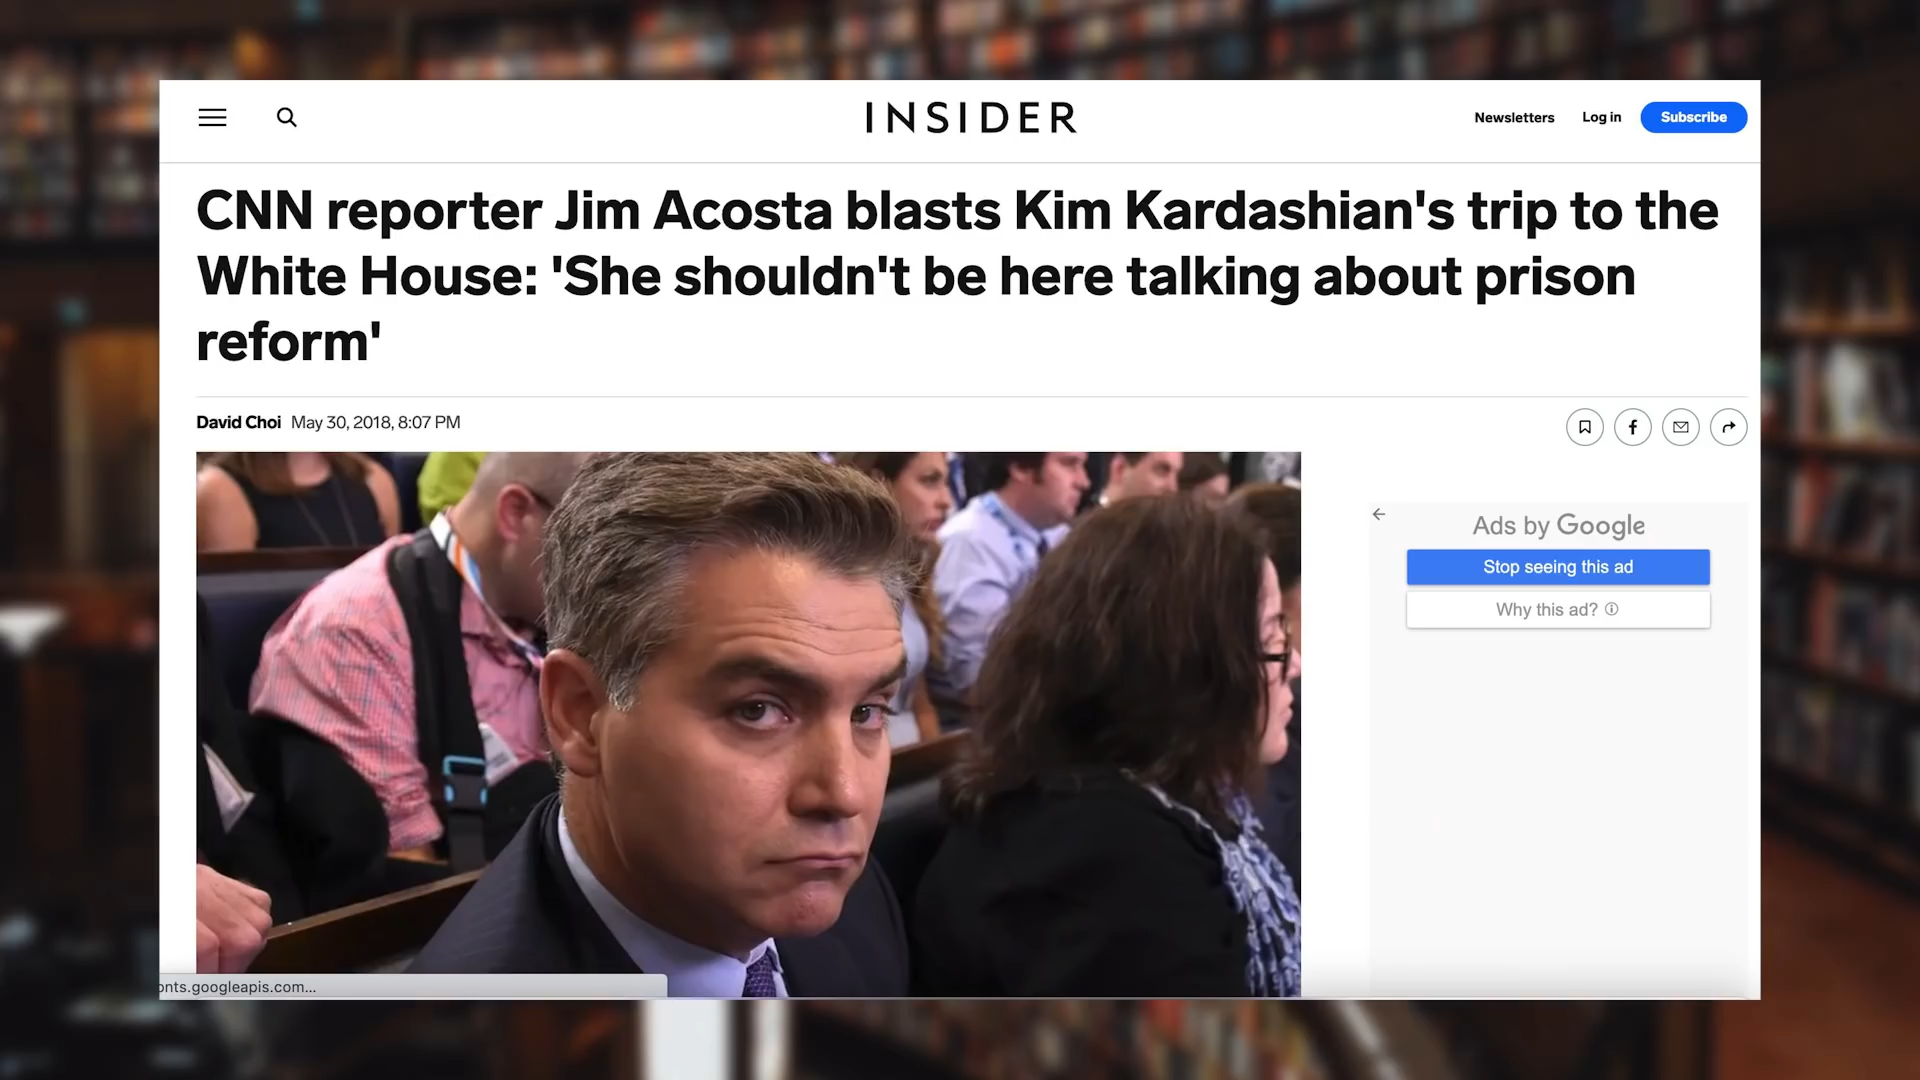 INSIDER
Newsletters
Log in
Subscribe
CNN reporter Jim Acosta blasts Kim Kardashian's trip to the
White House: 'She shouldn't be here talking about prison
reform'
David Choi May 30, 2018, 8:07 PM
Ads by Google
Stop seeing this ad
Why this ad?
onts.googleapis.com...